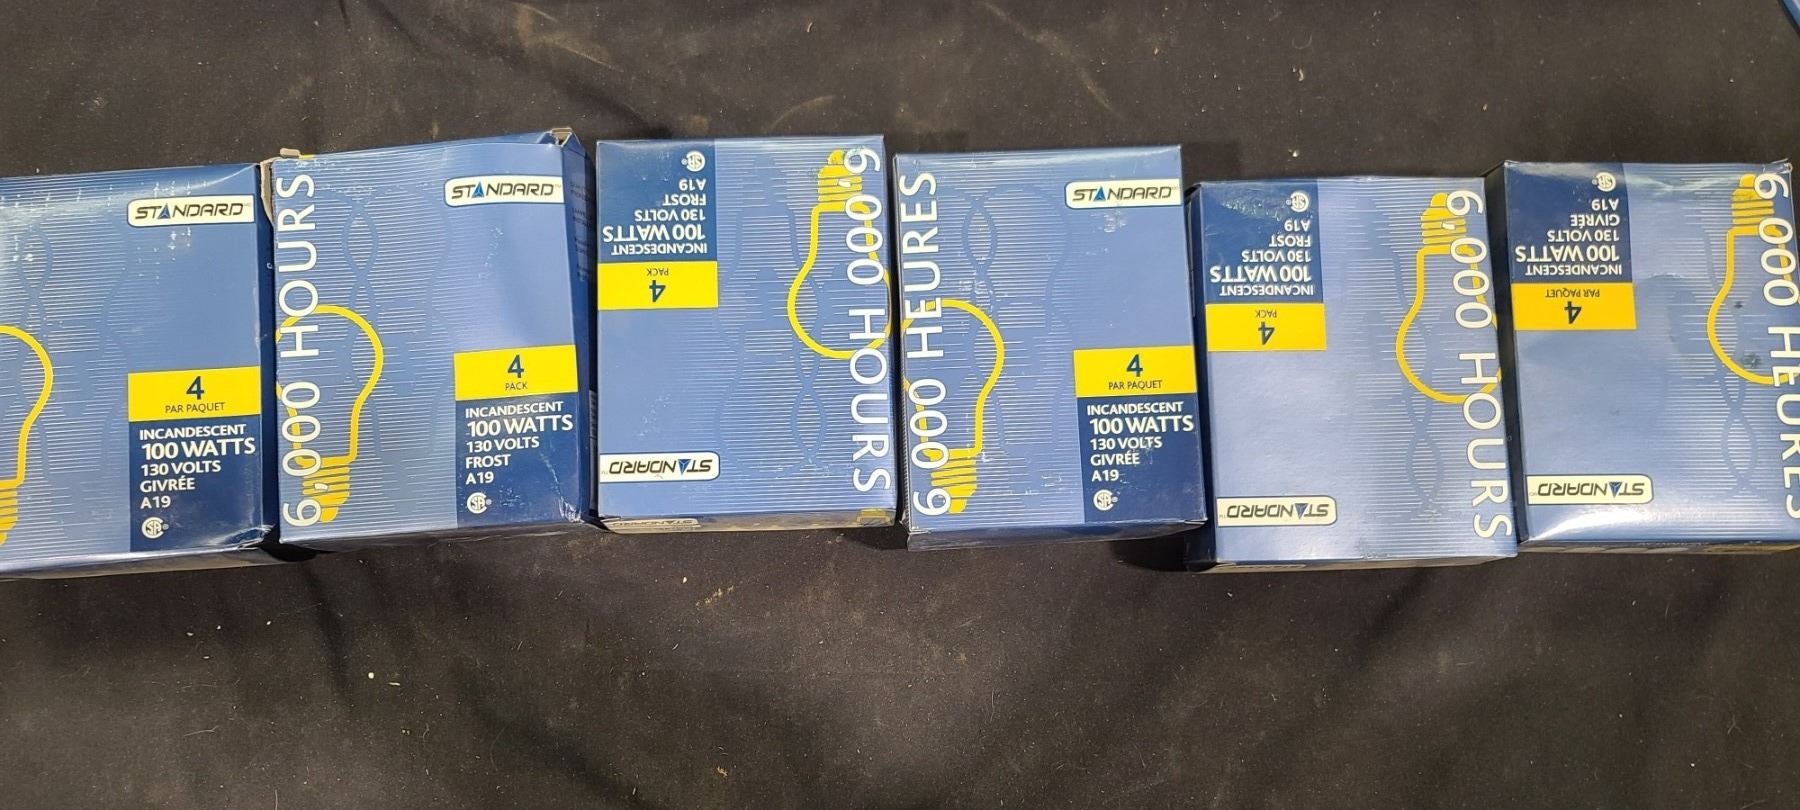 STANDARD
4
PAR PAQUET
INCANDESCENT
100 WATTS
130 VOLTS
GIVRÉE
A19
6,000 HOURS
STANDARD
4
PACK
INCANDESCENT
100 WATTS
130 VOLTS
FROST
A19
6,000 HOURS
STANDARD
4
PACK
INCANDESCENT
100 WATTS
130 VOLTS
FROST
A19
6 000 HEURES
STANDARD
4
PAR PAQUET
INCANDESCENT
100 WATTS
130 VOLTS
GIVRÉE
A19
6,000 HOURS
STANDARD
4
PACK
INCANDESCENT
100 WATTS
130 VOLTS
FROST
A19
6 000 HEURES
STANDARD
4
PAR PAQUET
INCANDESCENT
100 WATTS
130 VOLTS
GIVRÉE
A19